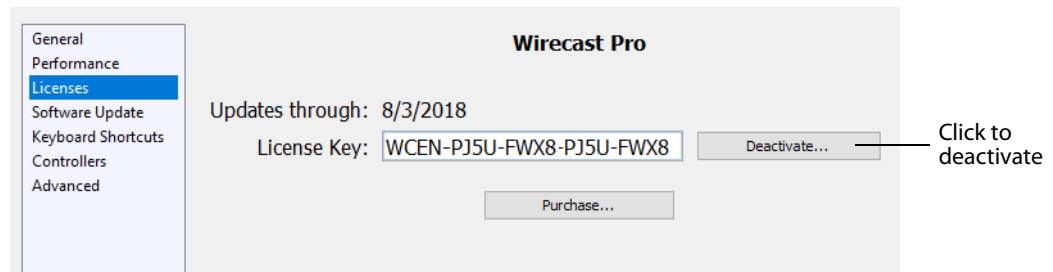 General
Performance
Licenses
Software Update
Keyboard Shortcuts
Controllers
Advanced
Wirecast Pro
Updates through: 8/3/2018
License Key: WCEN-PJ5U-FWX8-PJ5U-FWX8 Deactivate...
Purchase...
Click to
deactivate